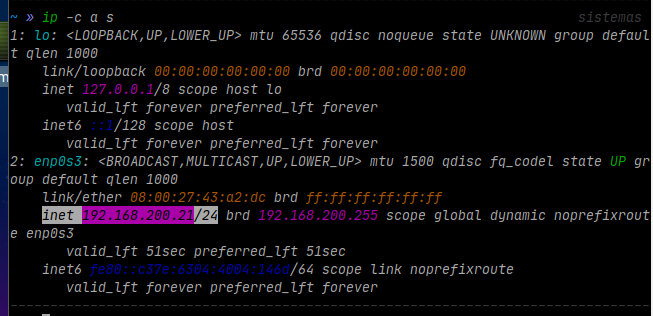 ~ » ip -c a s sistemas
1: lo: <LOOPBACK,UP,LOWER_UP> mtu 65536 qdisc noqueue state UNKNOWN group defaul
t qlen 1000
link/loopback 00:00:00:00:00:00 brd 00:00:00:00:00:00
inet 127.0.0.1/8 scope host lo
valid_lft forever preferred_lft forever
inet6 ::1/128 scope host
valid_lft forever preferred_lft forever
2: enp0s3: <BROADCAST,MULTICAST,UP,LOWER_UP> mtu 1500 qdisc fq_codel state UP gr
oup default qlen 1000
link/ether 08:00:27:43:a2:dc brd ff:ff:ff:ff:ff:ff
inet 192.168.200.21/24 brd 192.168.200.255 scope global dynamic noprefixrout
e enp0s3
valid_lft 51sec preferred_lft 51sec
inet6 fe80::c37e:6304:4004:146d/64 scope link noprefixroute
valid_lft forever preferred_lft forever